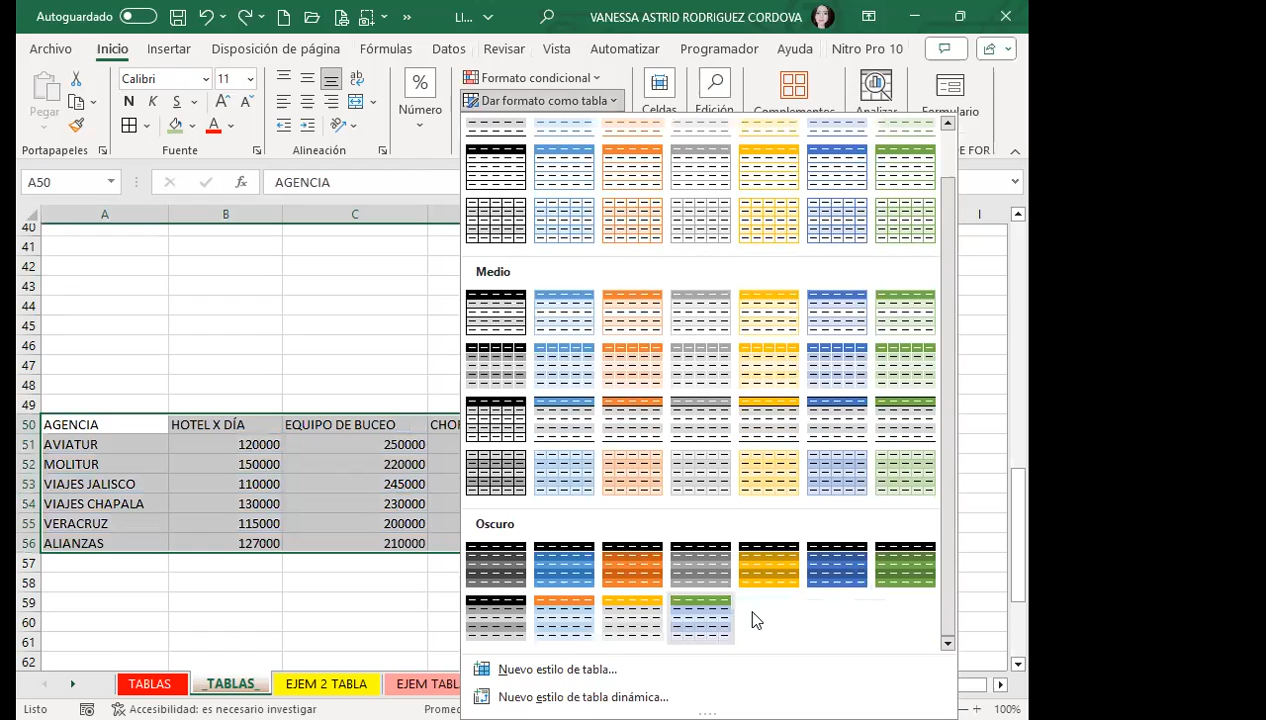 Autoguardado
LI...
VANESSA ASTRID RODRIGUEZ CORDOVA
Archivo Inicio Insertar Disposición de página Fórmulas Datos Revisar Vista Automatizar Programador Ayuda Nitro Pro 10
Pegar
Calibri 11
N K S
Número
Formato condicional
Dar formato como tabla
Celdas Edición Complementos Analizar Formulario
Portapapeles Fuente Alineación
E FOR
A50 fx AGENCIA
A B C I
40
41
42
43
44
45
46
47
48
49
50 AGENCIA HOTEL X DÍA EQUIPO DE BUCEO CHOF
51 AVIATUR 120000 250000
52 MOLITUR 150000 220000
53 VIAJES JALISCO 110000 245000
54 VIAJES CHAPALA 130000 230000
55 VERACRUZ 115000 200000
56 ALIANZAS 127000 210000
57
58
59
60
61
62
Medio
Oscuro
Nuevo estilo de tabla...
Nuevo estilo de tabla dinámica...
TABLAS _TABLAS_ EJEM 2 TABLA EJEM TABL
Listo Accesibilidad: es necesario investigar Promed 100%